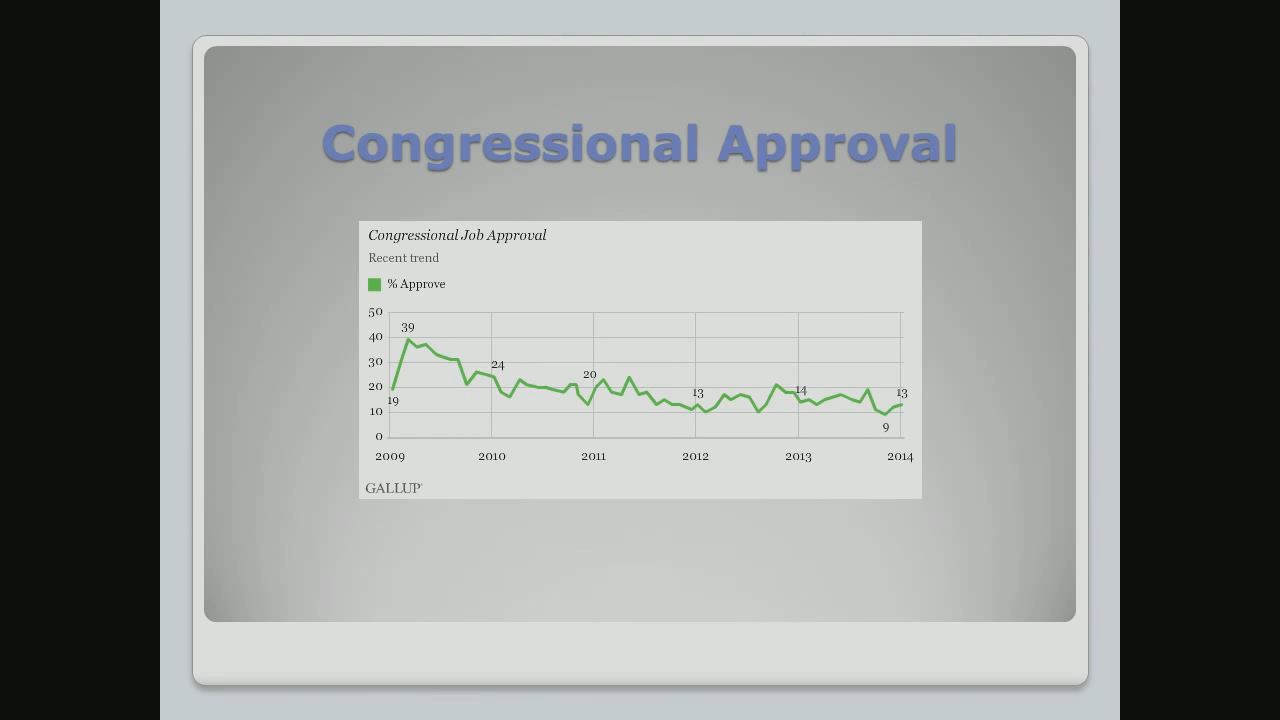 Congressional Approval
Congressional Job Approval
Recent trend
% Approve
50
40
30
20
10
0
39
19
24
20
13
14
13
9
2009 2010 2011 2012 2013 2014
GALLUP